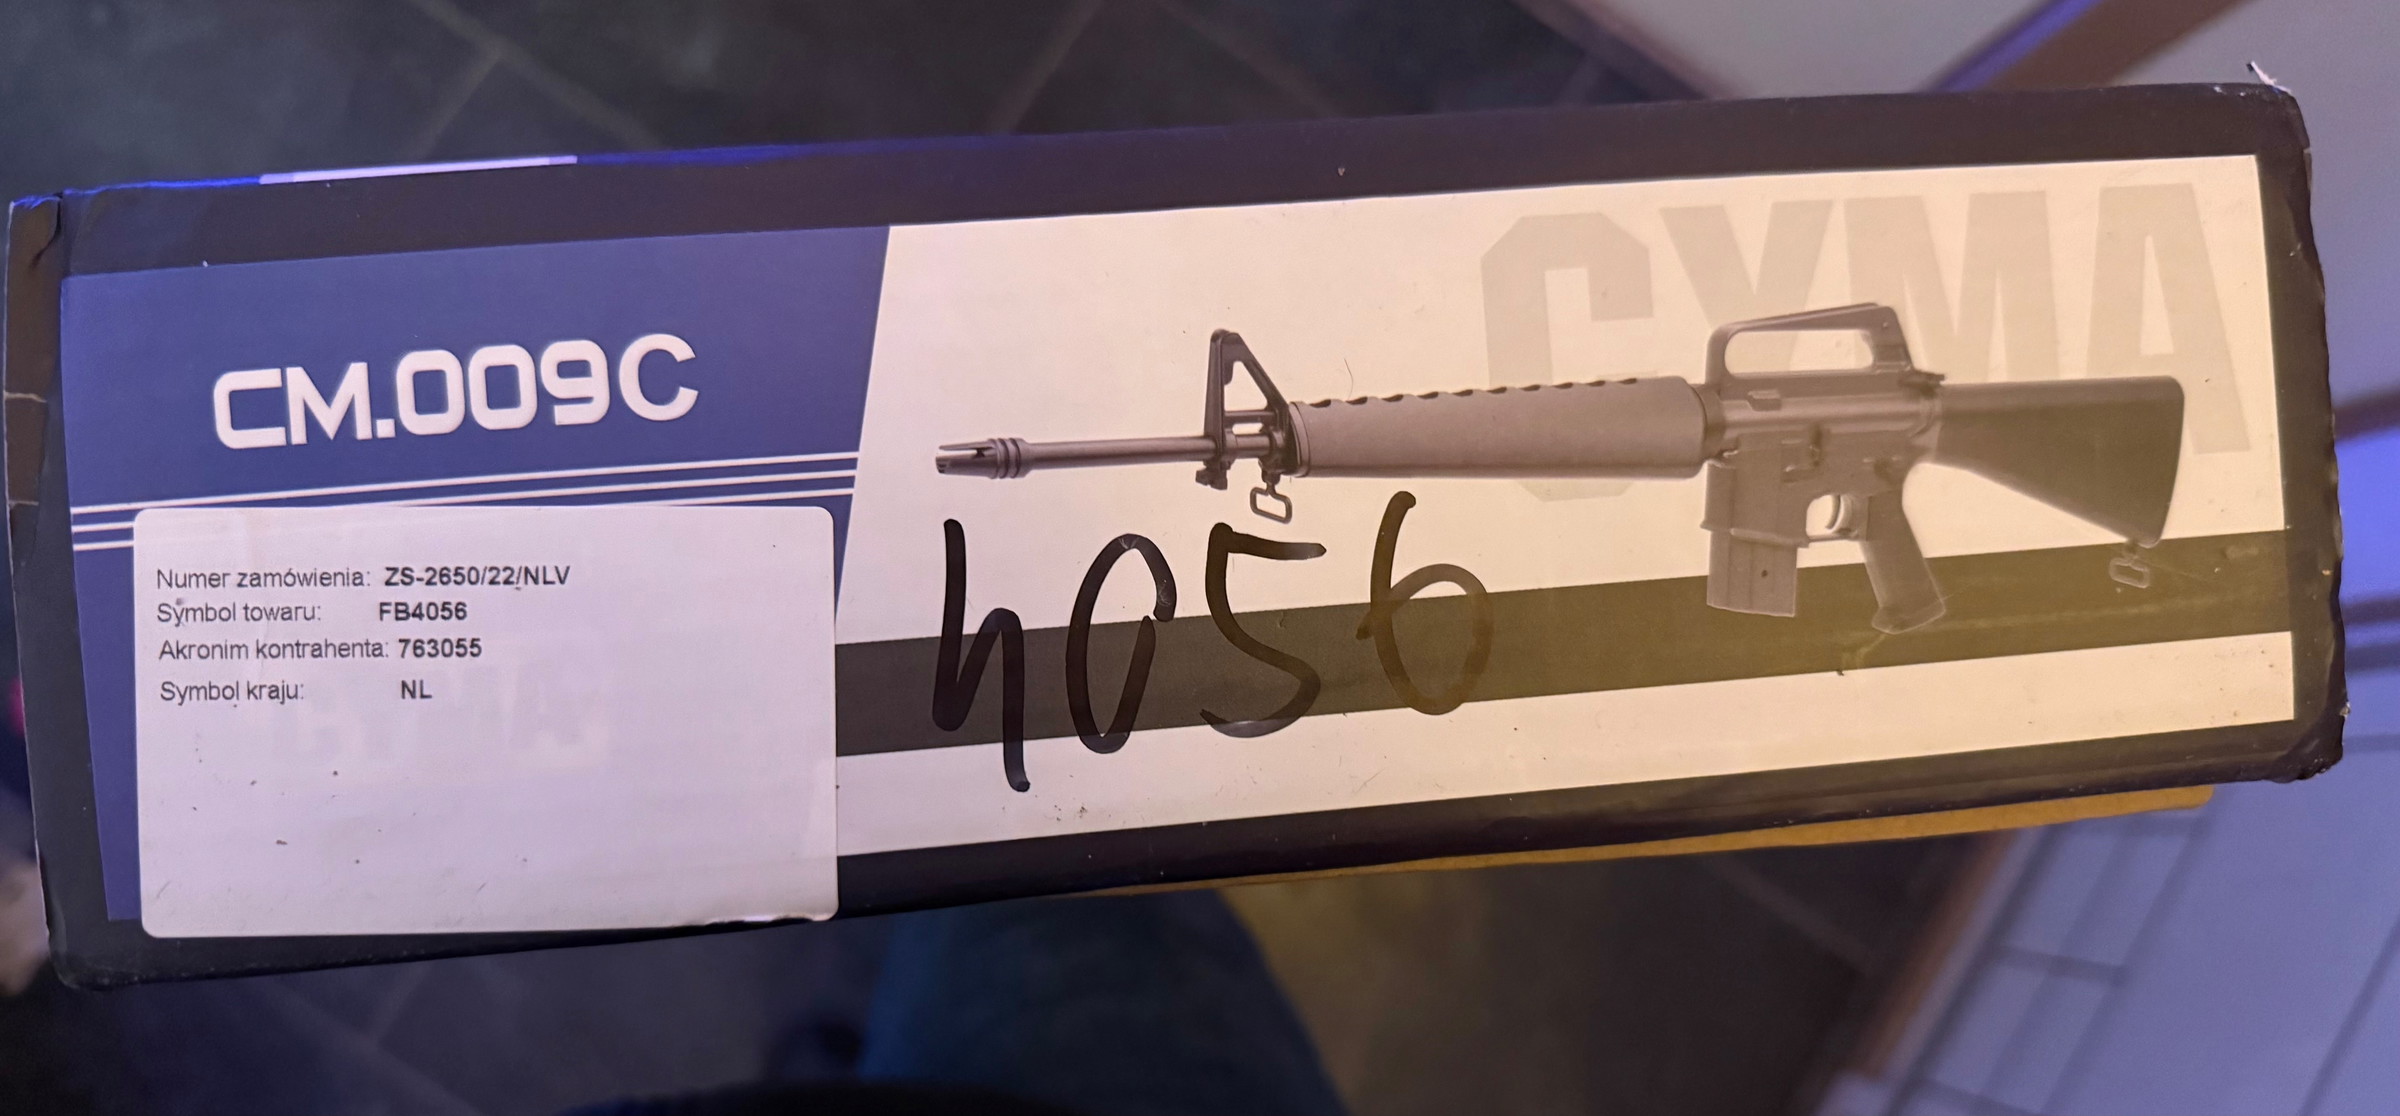 CYMA
CM.009C
4056
Numer zamówienia: ZS-2650/22/NLV
Symbol towaru: FB4056
Akronim kontrahenta: 763055
Symbol kraju: NL
CYMA